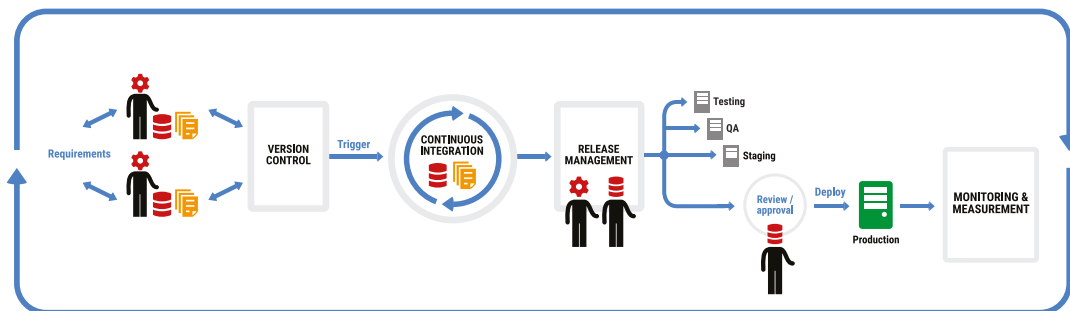 Requirements
VERSION
CONTROL
Trigger
CONTINUOUS
INTEGRATION
RELEASE
MANAGEMENT
Testing
QA
Staging
Review /
approval
Deploy
Production
MONITORING &
MEASUREMENT